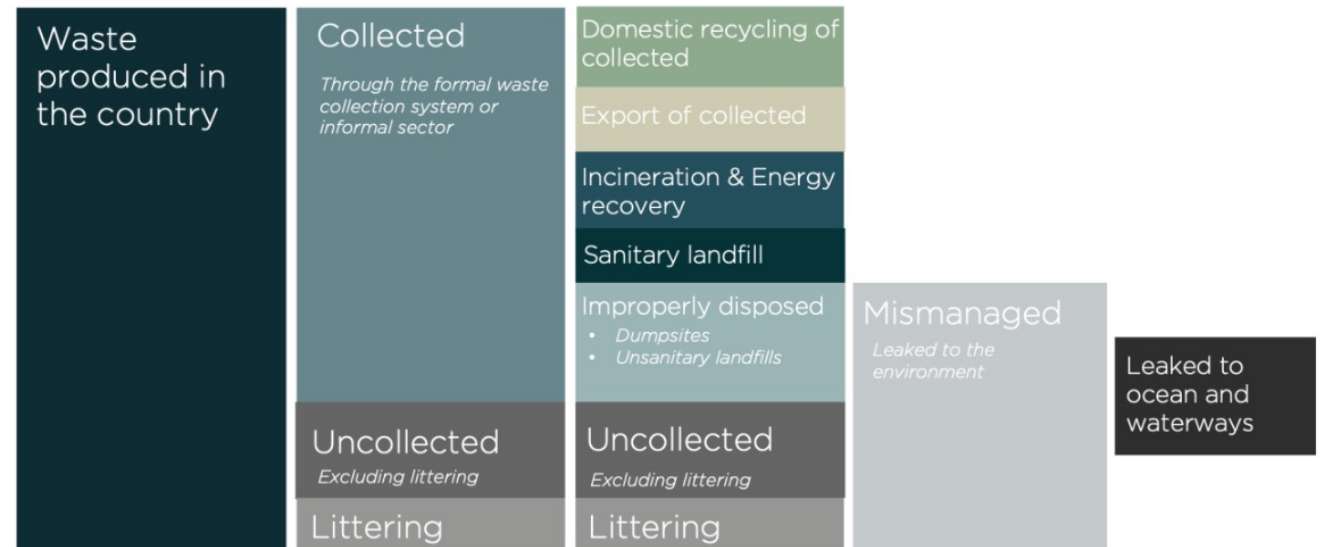 Waste
produced in
the country
Collected
Through the formal waste
collection system or
informal sector
Uncollected
Excluding littering
Littering
Domestic recycling of
collected
Export of collected
Incineration & Energy
recovery
Sanitary landfill
Improperly disposed
• Dumpsites
• Unsanitary landfills
Uncollected
Excluding littering
Littering
Mismanaged
Leaked to the
environment
Leaked to
ocean and
waterways